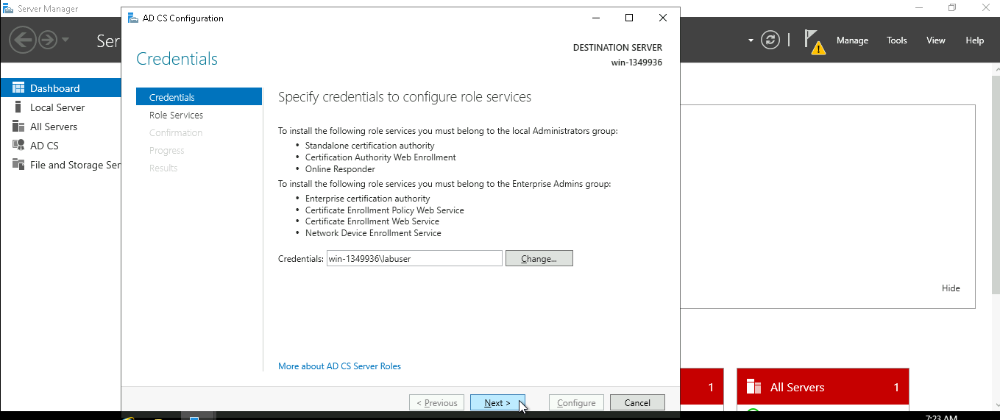 Server Manager
AD CS Configuration
Ser
Manage
Tools
View
Help
Credentials
DESTINATION SERVER
win-1349936
Dashboard
Local Server
All Servers
AD CS
File and Storage Ser
Credentials
Role Services
Confirmation
Progress
Results
Specify credentials to configure role services
To install the following role services you must belong to the local Administrators group:
• Standalone certification authority
• Certification Authority Web Enrollment
• Online Responder
To install the following role services you must belong to the Enterprise Admins group:
• Enterprise certification authority
• Certificate Enrollment Policy Web Service
• Certificate Enrollment Web Service
• Network Device Enrollment Service
Credentials: win-1349936\labuser Change...
More about AD CS Server Roles
< Previous Next > Configure Cancel
Hide
1
All Servers 1
7:23 AM